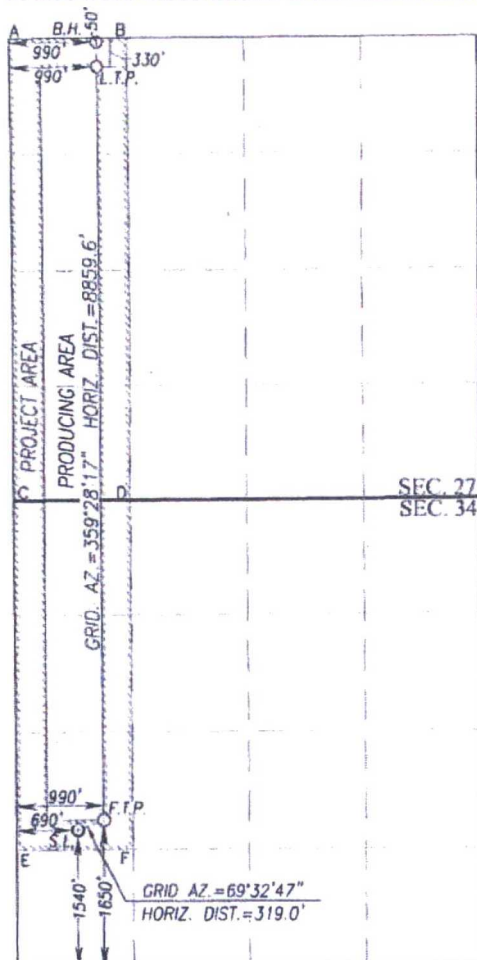 A B.H. 50' B
990' 330'
990' L.T.P.
PROJECT AREA
PRODUCING AREA
GRID. AZ.=359°28'17" HORIZ. DIST.=8859.6'
C D SEC. 27
SEC. 34
990'
F.T.P.
690'
S.L.
E F
1540'
1650'
GRID AZ.=69°32'47"
HORIZ. DIST.=319.0'